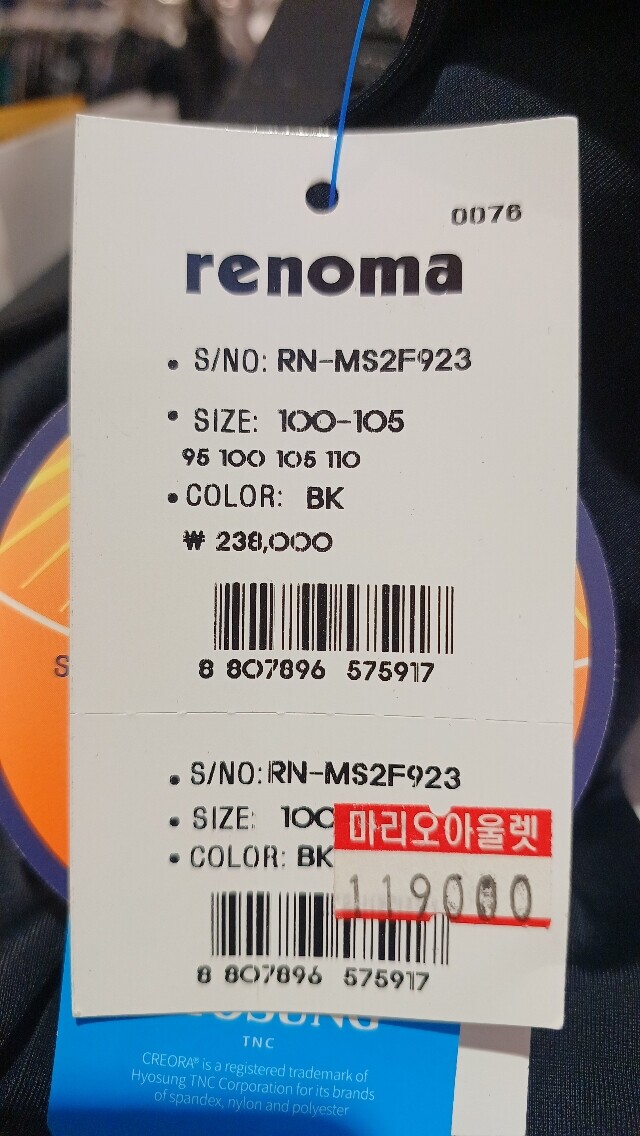 0076
renoma
• S/NO: RN-MS2F923
• SIZE: 100-105
95 100 105 110
• COLOR: BK
₩ 238,000
8 807896 575917
• S/NO: RN-MS2F923
• SIZE: 100
마리오아울렛
• COLOR: BK
119000
8 807896 575917
TNC
CREORA® is a registered trademark of
Hyosung TNC Corporation for its brands
of spandex, nylon and polyester